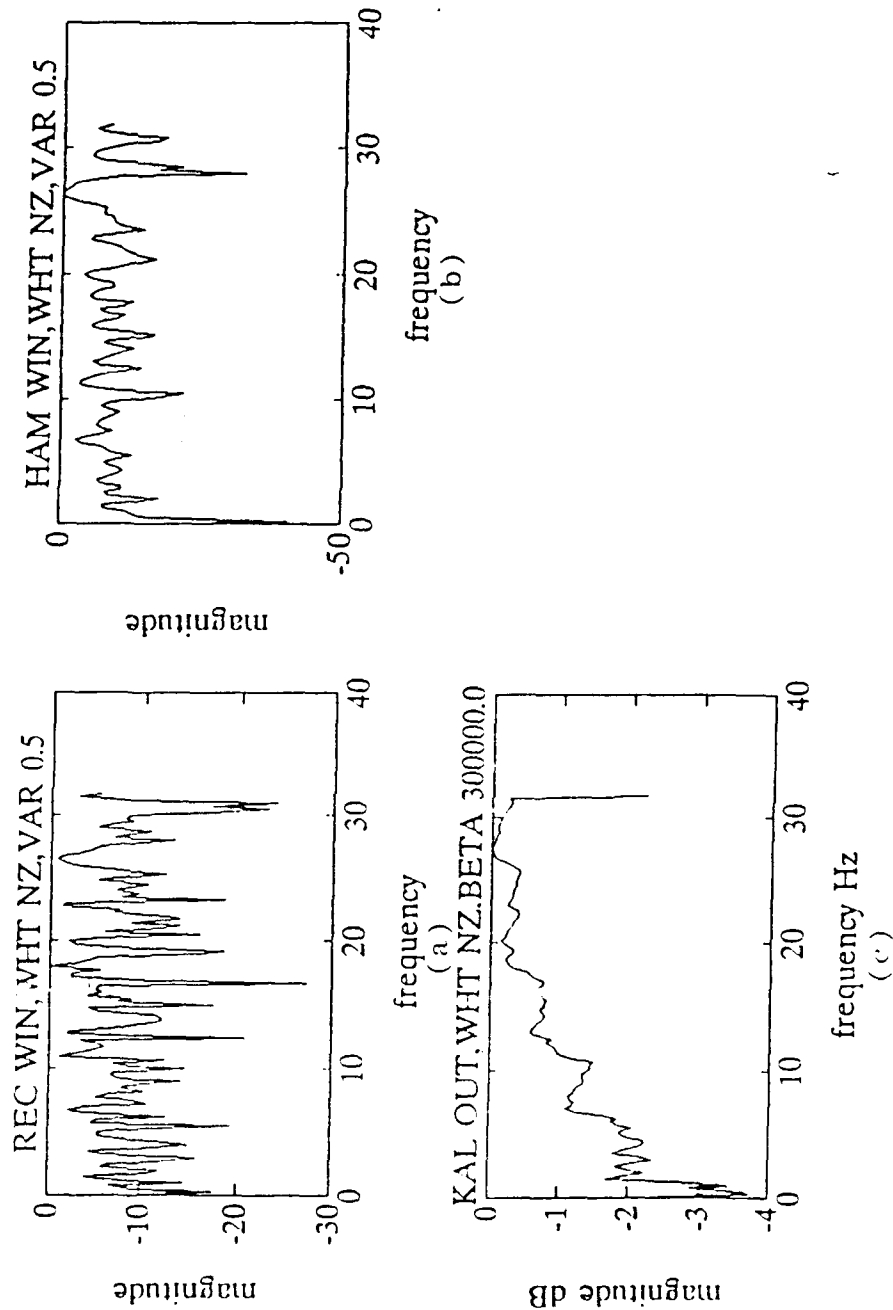 REC WIN, WHT NZ, VAR 0.5
magnitude
0
-10
-20
-30
0
10
20
30
40
frequency
(a)
HAM WIN,WHT NZ,VAR 0.5
magnitude
0
-50
0
10
20
30
40
frequency
(b)
KAL OUT,WHT NZ.BETA 300000.0
magnitude dB
0
-1
-2
-3
-4
0
10
20
30
40
frequency Hz
(c)